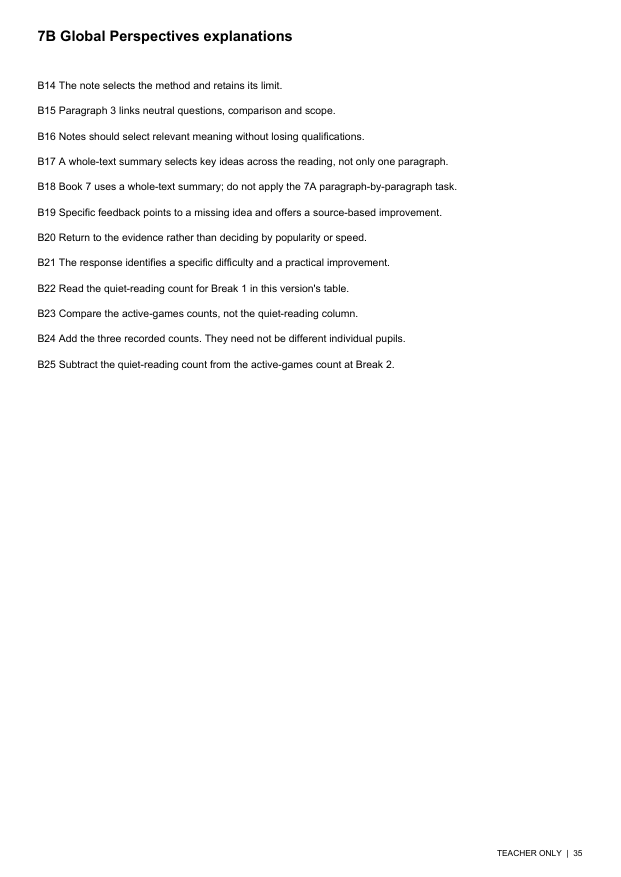 7B Global Perspectives explanations
B14 The note selects the method and retains its limit.
B15 Paragraph 3 links neutral questions, comparison and scope.
B16 Notes should select relevant meaning without losing qualifications.
B17 A whole-text summary selects key ideas across the reading, not only one paragraph.
B18 Book 7 uses a whole-text summary; do not apply the 7A paragraph-by-paragraph task.
B19 Specific feedback points to a missing idea and offers a source-based improvement.
B20 Return to the evidence rather than deciding by popularity or speed.
B21 The response identifies a specific difficulty and a practical improvement.
B22 Read the quiet-reading count for Break 1 in this version's table.
B23 Compare the active-games counts, not the quiet-reading column.
B24 Add the three recorded counts. They need not be different individual pupils.
B25 Subtract the quiet-reading count from the active-games count at Break 2.
TEACHER ONLY | 35